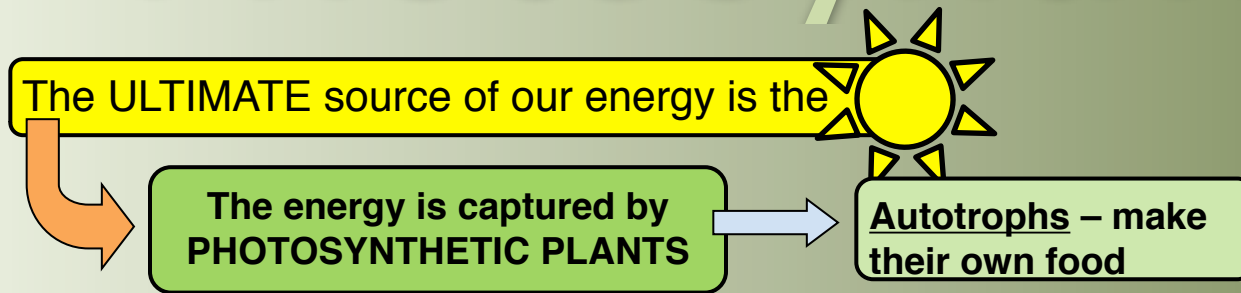 The ULTIMATE source of our energy is the
The energy is captured by
PHOTOSYNTHETIC PLANTS
Autotrophs – make
their own food